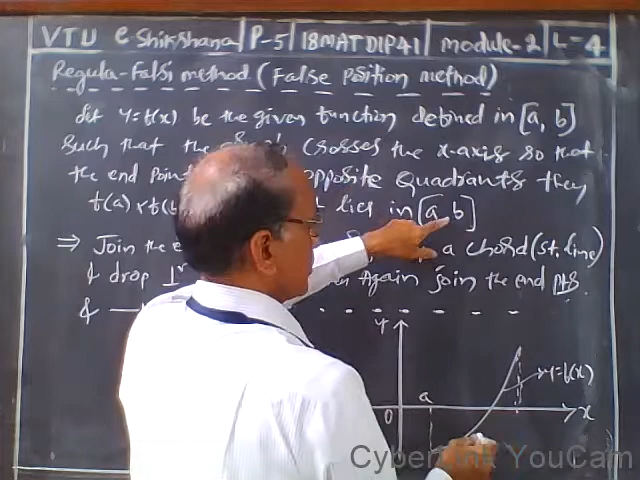 VTU e-Shikshana | P-5 | 18MATDIP41 | module-2 | L-4
Regula-Falsi method (False position method)
Let y=f(x) be the given function defined in [a, b]
such that the crosses the x-axis so that
the end point opposite Quadrants they
f(a) x f(b lies in [a, b]
⇒ Join the e a chord (st. line)
& drop ⊥r Again join the end pts
&
y
y=f(x)
a
0
x
CyberLink YouCam